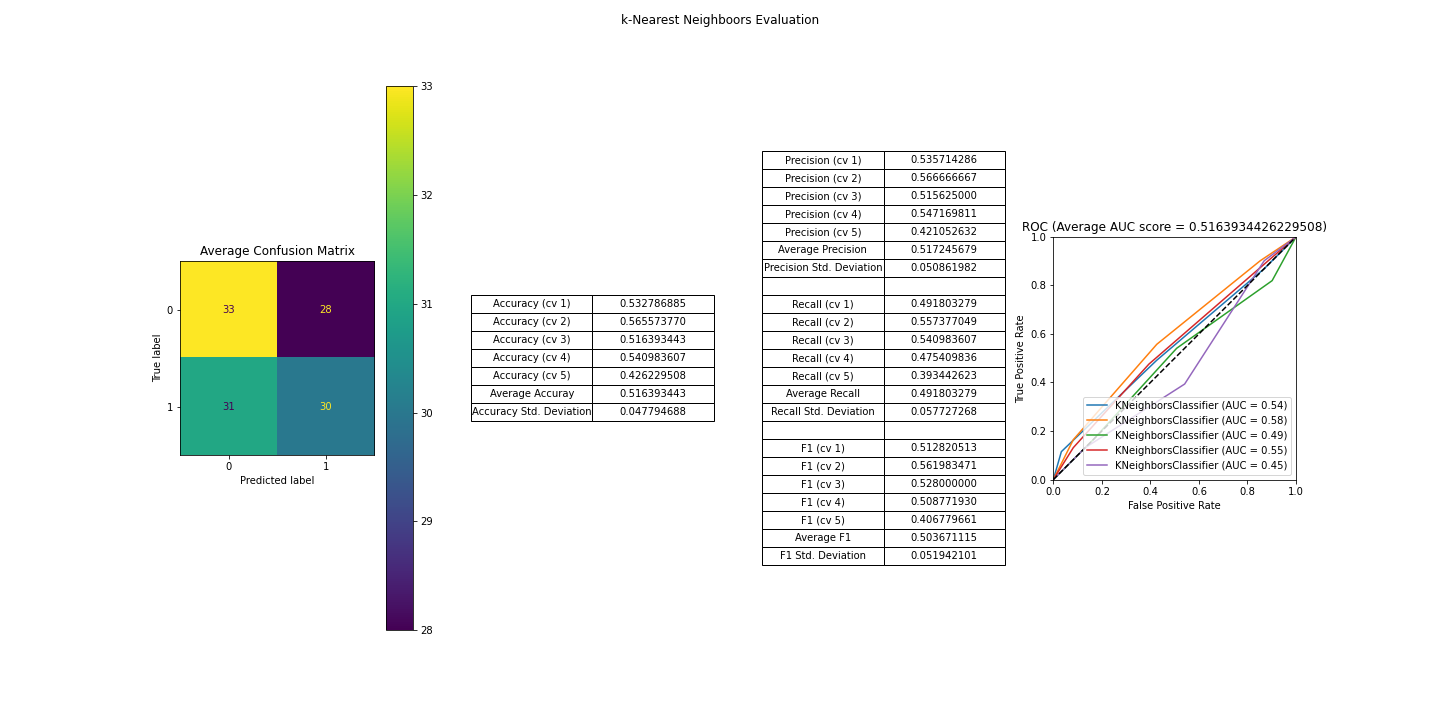 k-Nearest Neighboors Evaluation
Average Confusion Matrix
True label
0
1
33 28
31 30
0 1
Predicted label
33
32
31
30
29
28
Accuracy (cv 1) 0.532786885
Accuracy (cv 2) 0.565573770
Accuracy (cv 3) 0.516393443
Accuracy (cv 4) 0.540983607
Accuracy (cv 5) 0.426229508
Average Accuray 0.516393443
Accuracy Std. Deviation 0.047794688
Precision (cv 1) 0.535714286
Precision (cv 2) 0.566666667
Precision (cv 3) 0.515625000
Precision (cv 4) 0.547169811
Precision (cv 5) 0.421052632
Average Precision 0.517245679
Precision Std. Deviation 0.050861982
Recall (cv 1) 0.491803279
Recall (cv 2) 0.557377049
Recall (cv 3) 0.540983607
Recall (cv 4) 0.475409836
Recall (cv 5) 0.393442623
Average Recall 0.491803279
Recall Std. Deviation 0.057727268
F1 (cv 1) 0.512820513
F1 (cv 2) 0.561983471
F1 (cv 3) 0.528000000
F1 (cv 4) 0.508771930
F1 (cv 5) 0.406779661
Average F1 0.503671115
F1 Std. Deviation 0.051942101
ROC (Average AUC score = 0.5163934426229508)
True Positive Rate
1.0
0.8
0.6
0.4
0.2
0.0
KNeighborsClassifier (AUC = 0.54)
KNeighborsClassifier (AUC = 0.58)
KNeighborsClassifier (AUC = 0.49)
KNeighborsClassifier (AUC = 0.55)
KNeighborsClassifier (AUC = 0.45)
0.0 0.2 0.4 0.6 0.8 1.0
False Positive Rate